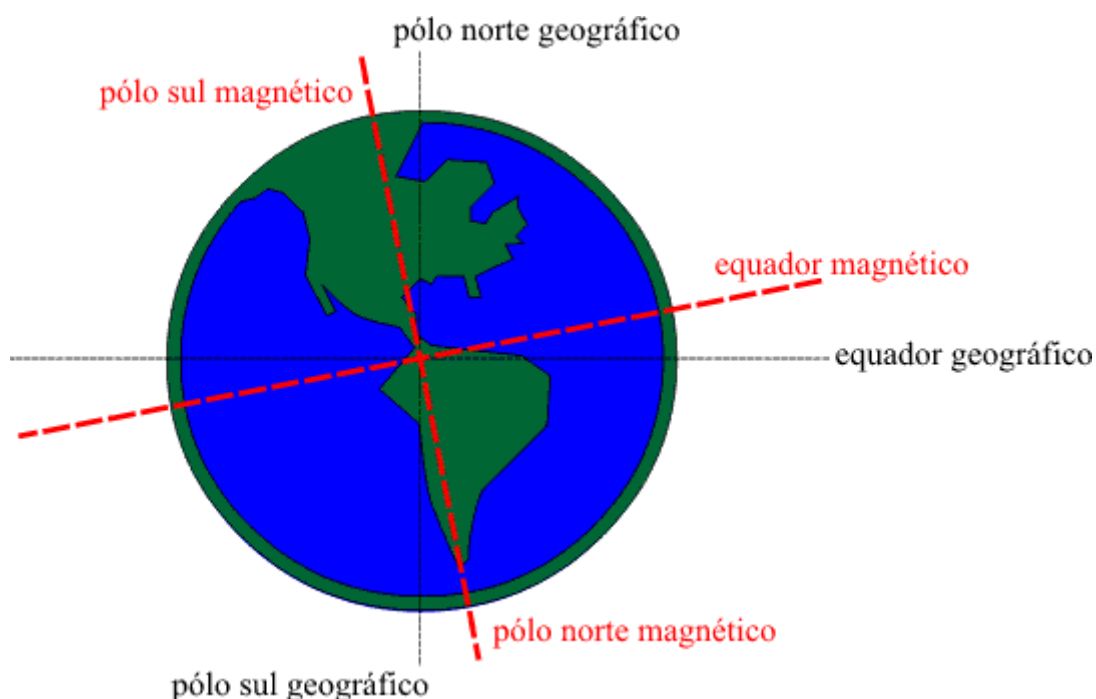 pólo norte geográfico
pólo sul magnético
equador magnético
equador geográfico
pólo norte magnético
pólo sul geográfico